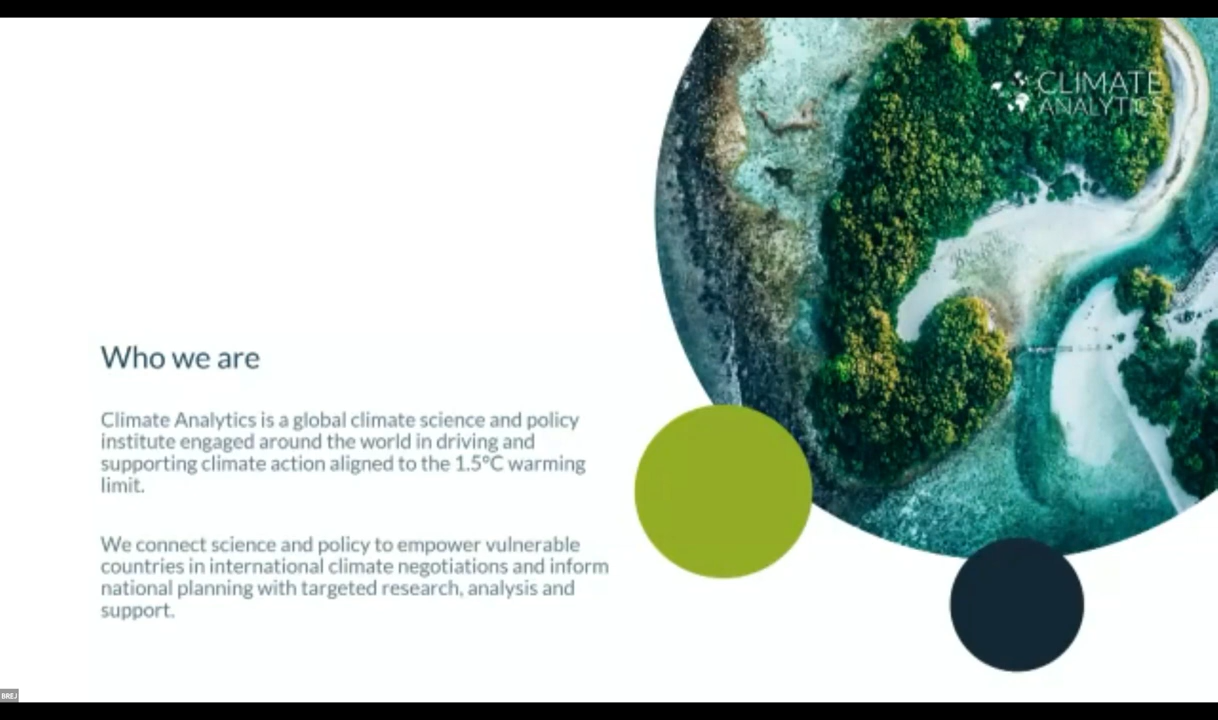 CLIMATE
ANALYTICS
Who we are
Climate Analytics is a global climate science and policy
institute engaged around the world in driving and
supporting climate action aligned to the 1.5°C warming
limit.
We connect science and policy to empower vulnerable
countries in international climate negotiations and inform
national planning with targeted research, analysis and
support.
BREJ